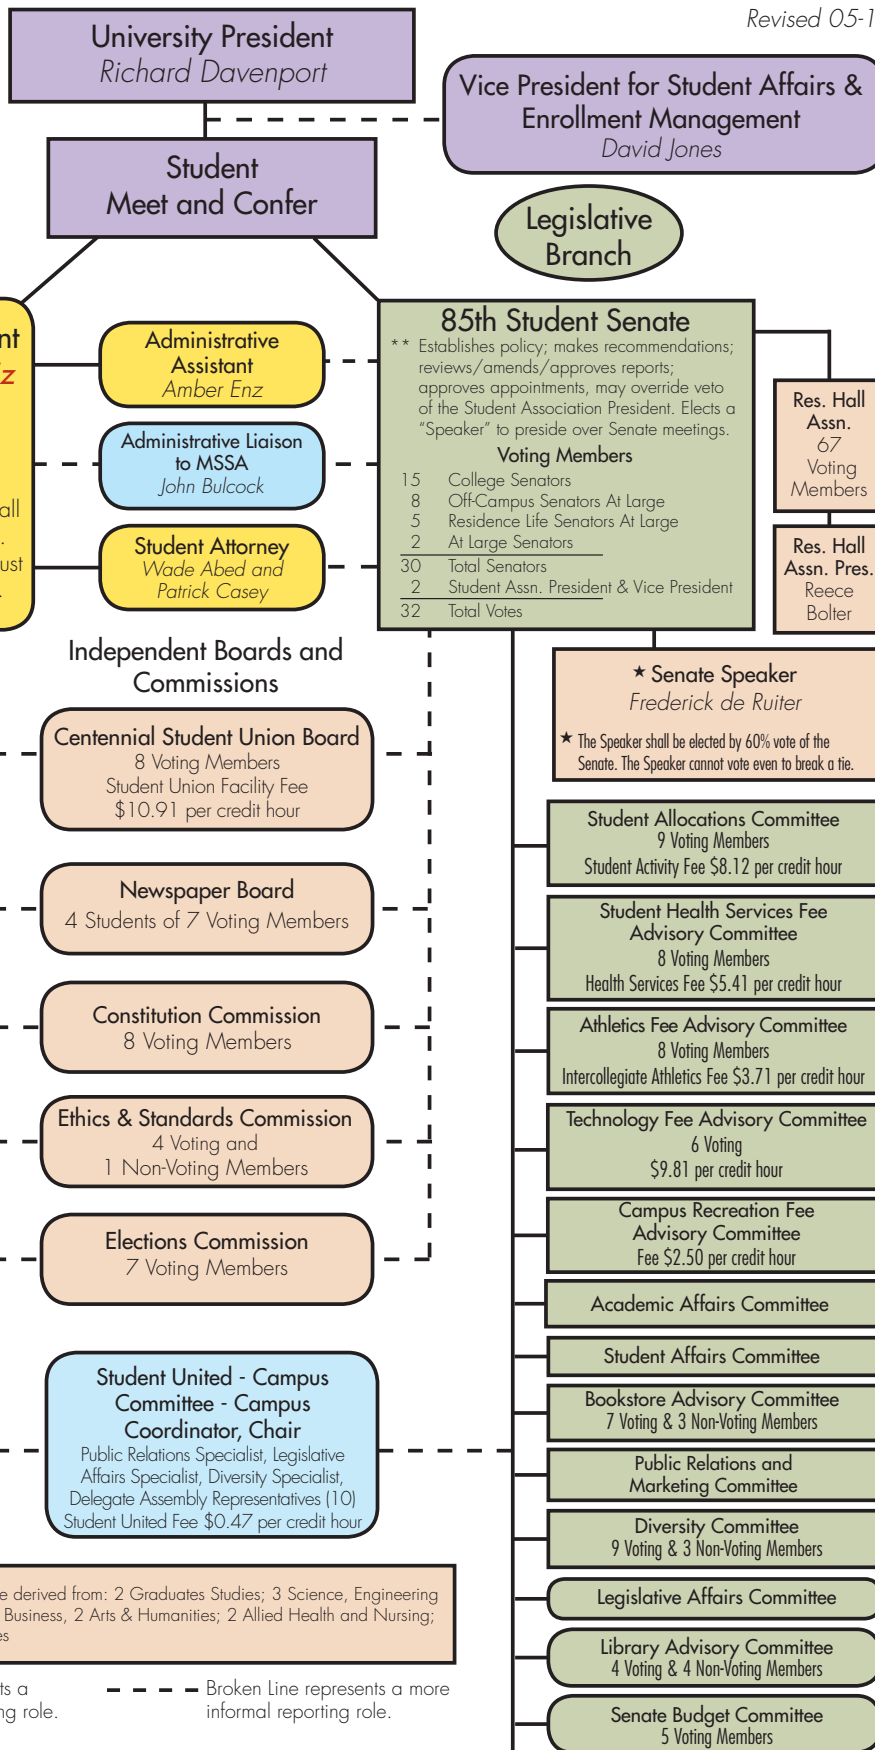 Revised 05-1
University President
Richard Davenport
Vice President for Student Affairs &
Enrollment Management
David Jones
Student
Meet and Confer
Legislative
Branch
nt
iz
all
.
ust
.
Administrative
Assistant
Amber Enz
Administrative Liaison
to MSSA
John Bulcock
Student Attorney
Wade Abed and
Patrick Casey
85th Student Senate
** Establishes policy; makes recommendations;
reviews/amends/approves reports;
approves appointments, may override veto
of the Student Association President. Elects a
“Speaker” to preside over Senate meetings.
Voting Members
15 College Senators
8 Off-Campus Senators At Large
5 Residence Life Senators At Large
2 At Large Senators
30 Total Senators
2 Student Assn. President & Vice President
32 Total Votes
Res. Hall
Assn.
67
Voting
Members
Res. Hall
Assn. Pres.
Reece
Bolter
★ Senate Speaker
Frederick de Ruiter
★ The Speaker shall be elected by 60% vote of the
Senate. The Speaker cannot vote even to break a tie.
Independent Boards and
Commissions
Centennial Student Union Board
8 Voting Members
Student Union Facility Fee
$10.91 per credit hour
Newspaper Board
4 Students of 7 Voting Members
Constitution Commission
8 Voting Members
Ethics & Standards Commission
4 Voting and
1 Non-Voting Members
Elections Commission
7 Voting Members
Student United - Campus
Committee - Campus
Coordinator, Chair
Public Relations Specialist, Legislative
Affairs Specialist, Diversity Specialist,
Delegate Assembly Representatives (10)
Student United Fee $0.47 per credit hour
Student Allocations Committee
9 Voting Members
Student Activity Fee $8.12 per credit hour
Student Health Services Fee
Advisory Committee
8 Voting Members
Health Services Fee $5.41 per credit hour
Athletics Fee Advisory Committee
8 Voting Members
Intercollegiate Athletics Fee $3.71 per credit hour
Technology Fee Advisory Committee
6 Voting
$9.81 per credit hour
Campus Recreation Fee
Advisory Committee
Fee $2.50 per credit hour
Academic Affairs Committee
Student Affairs Committee
Bookstore Advisory Committee
7 Voting & 3 Non-Voting Members
Public Relations and
Marketing Committee
Diversity Committee
9 Voting & 3 Non-Voting Members
Legislative Affairs Committee
Library Advisory Committee
4 Voting & 4 Non-Voting Members
Senate Budget Committee
5 Voting Members
e derived from: 2 Graduates Studies; 3 Science, Engineering
Business, 2 Arts & Humanities; 2 Allied Health and Nursing;
es
ts a
ng role.
Broken Line represents a more
informal reporting role.